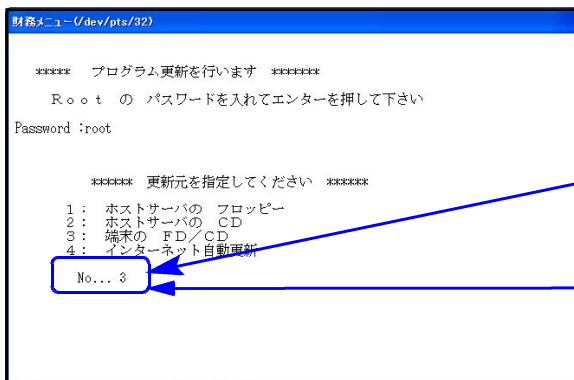 財務メニュー(/dev/pts/32)
***** プログラム更新を行います *******
Ｒｏｏｔ の パスワードを入れてエンターを押して下さい
Password :root
****** 更新元を指定してください ******
１： ホストサーバの フロッピー
２： ホストサーバの ＣＤ
３： 端末の ＦＤ／ＣＤ
４： インターネット自動更新
No... 3